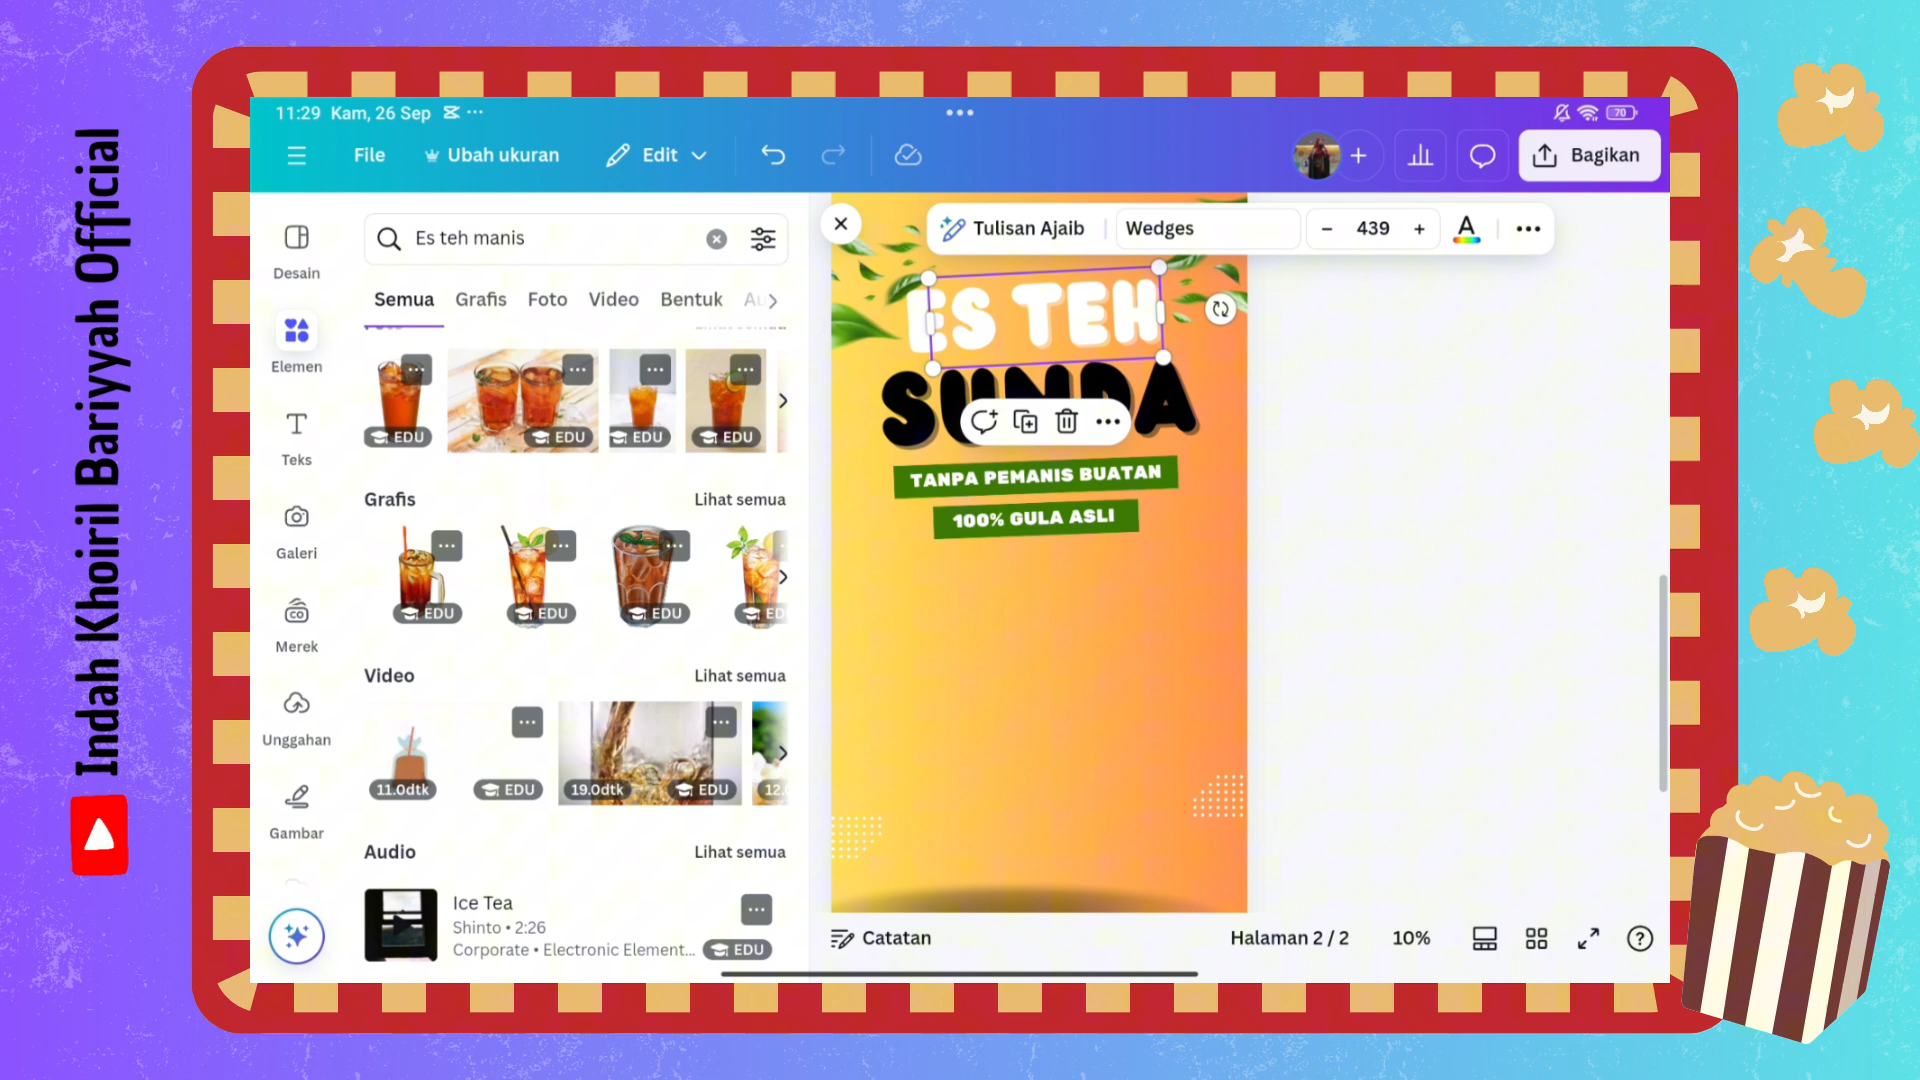 Indah Khoiril Bariyyah Official
11:29 Kam, 26 Sep
70
File
Ubah ukuran
Edit
Bagikan
Desain
Elemen
Teks
Galeri
CO
Merek
Unggahan
Gambar
Es teh manis
Semua
Grafis
Foto
Video
Bentuk
EDU
EDU
EDU
EDU
Grafis
Lihat semua
EDU
EDU
EDU
Video
Lihat semua
11.0dtk
EDU
19.0dtk
EDU
Audio
Lihat semua
Ice Tea
Shinto • 2:26
Corporate • Electronic Element...
EDU
Tulisan Ajaib
Wedges
– 439 +
A
ES TEH
SUNDA
TANPA PEMANIS BUATAN
100% GULA ASLI
Catatan
Halaman 2 / 2
10%